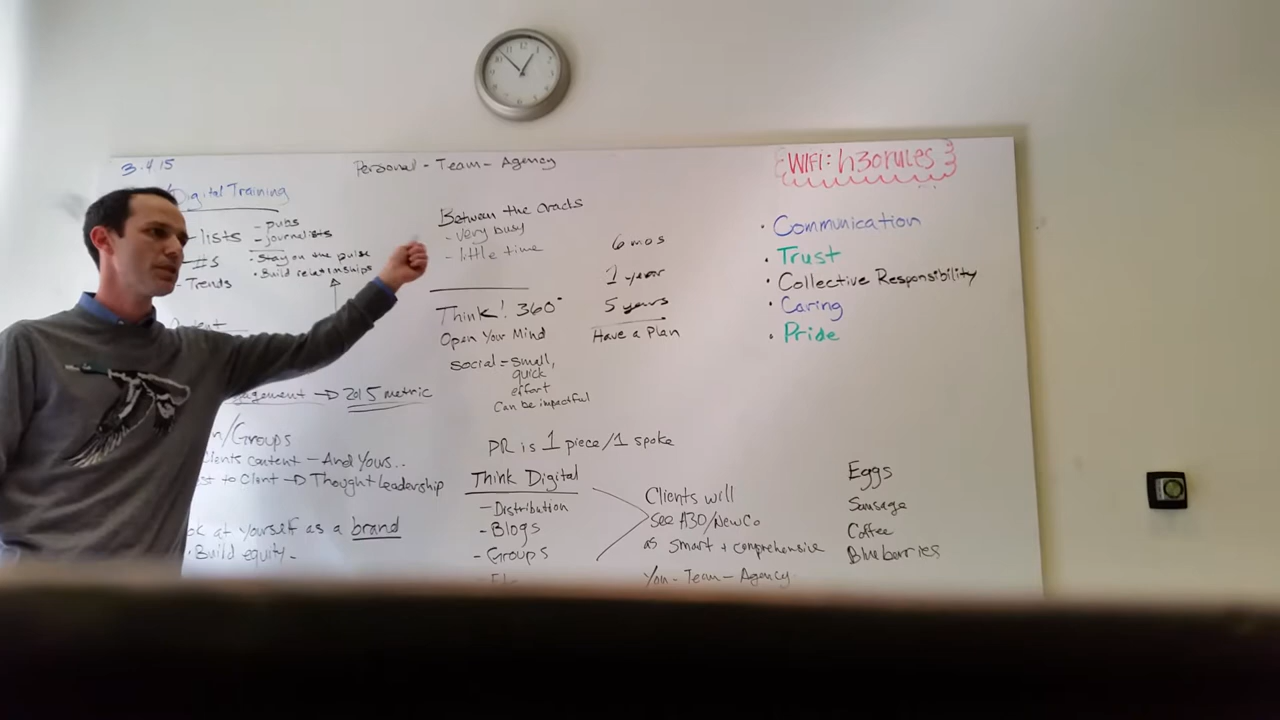 3.4.15
Personal - Team - Agency
WIFI: h30rules
Digital Training
-lists
- pubs
- journalists
#s
• Stay on the pulse
• Build relationships
- Trends
Between the cracks
- very busy
- little time
6 mos
1 year
5 years
Have a Plan
• Communication
• Trust
• Collective Responsibility
• Caring
• Pride
Think! 360°
Open Your Mind
Social = small,
quick
effort
Can be impactful
→ 2015 metric
/Groups
content - And Yours..
to Client → Thought Leadership
at yourself as a brand
• Build equity -
PR is 1 piece/1 spoke
Think Digital
- Distribution
- Blogs
- Groups
Clients will
See A30/NewCo
as smart + comprehensive
You - Team - Agency
Eggs
Sausage
Coffee
Blueberries